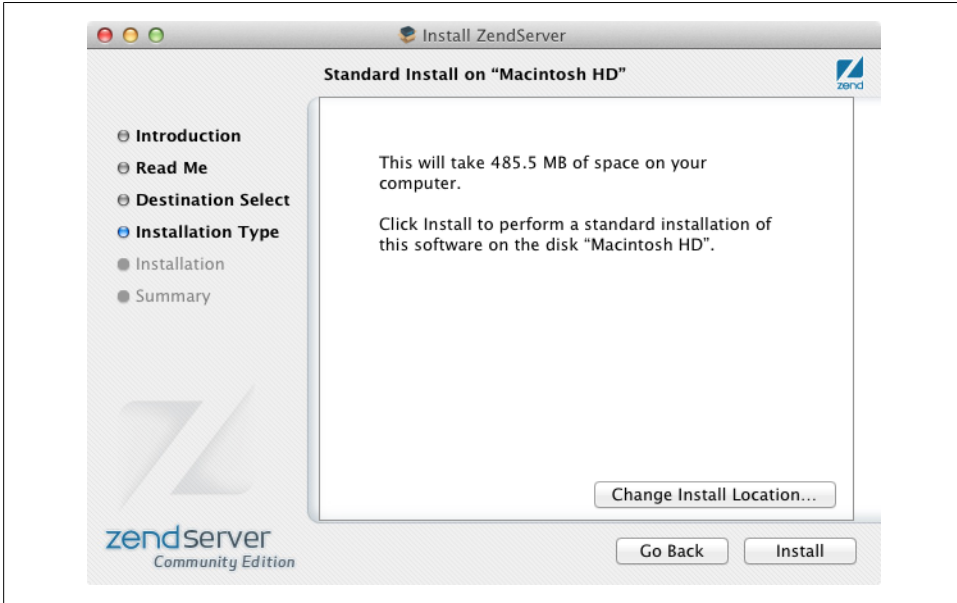 Install ZendServer
Standard Install on “Macintosh HD”
zend
Introduction
Read Me
Destination Select
Installation Type
Installation
Summary
This will take 485.5 MB of space on your
computer.
Click Install to perform a standard installation of
this software on the disk “Macintosh HD”.
Change Install Location...
zendserver
Community Edition
Go Back
Install